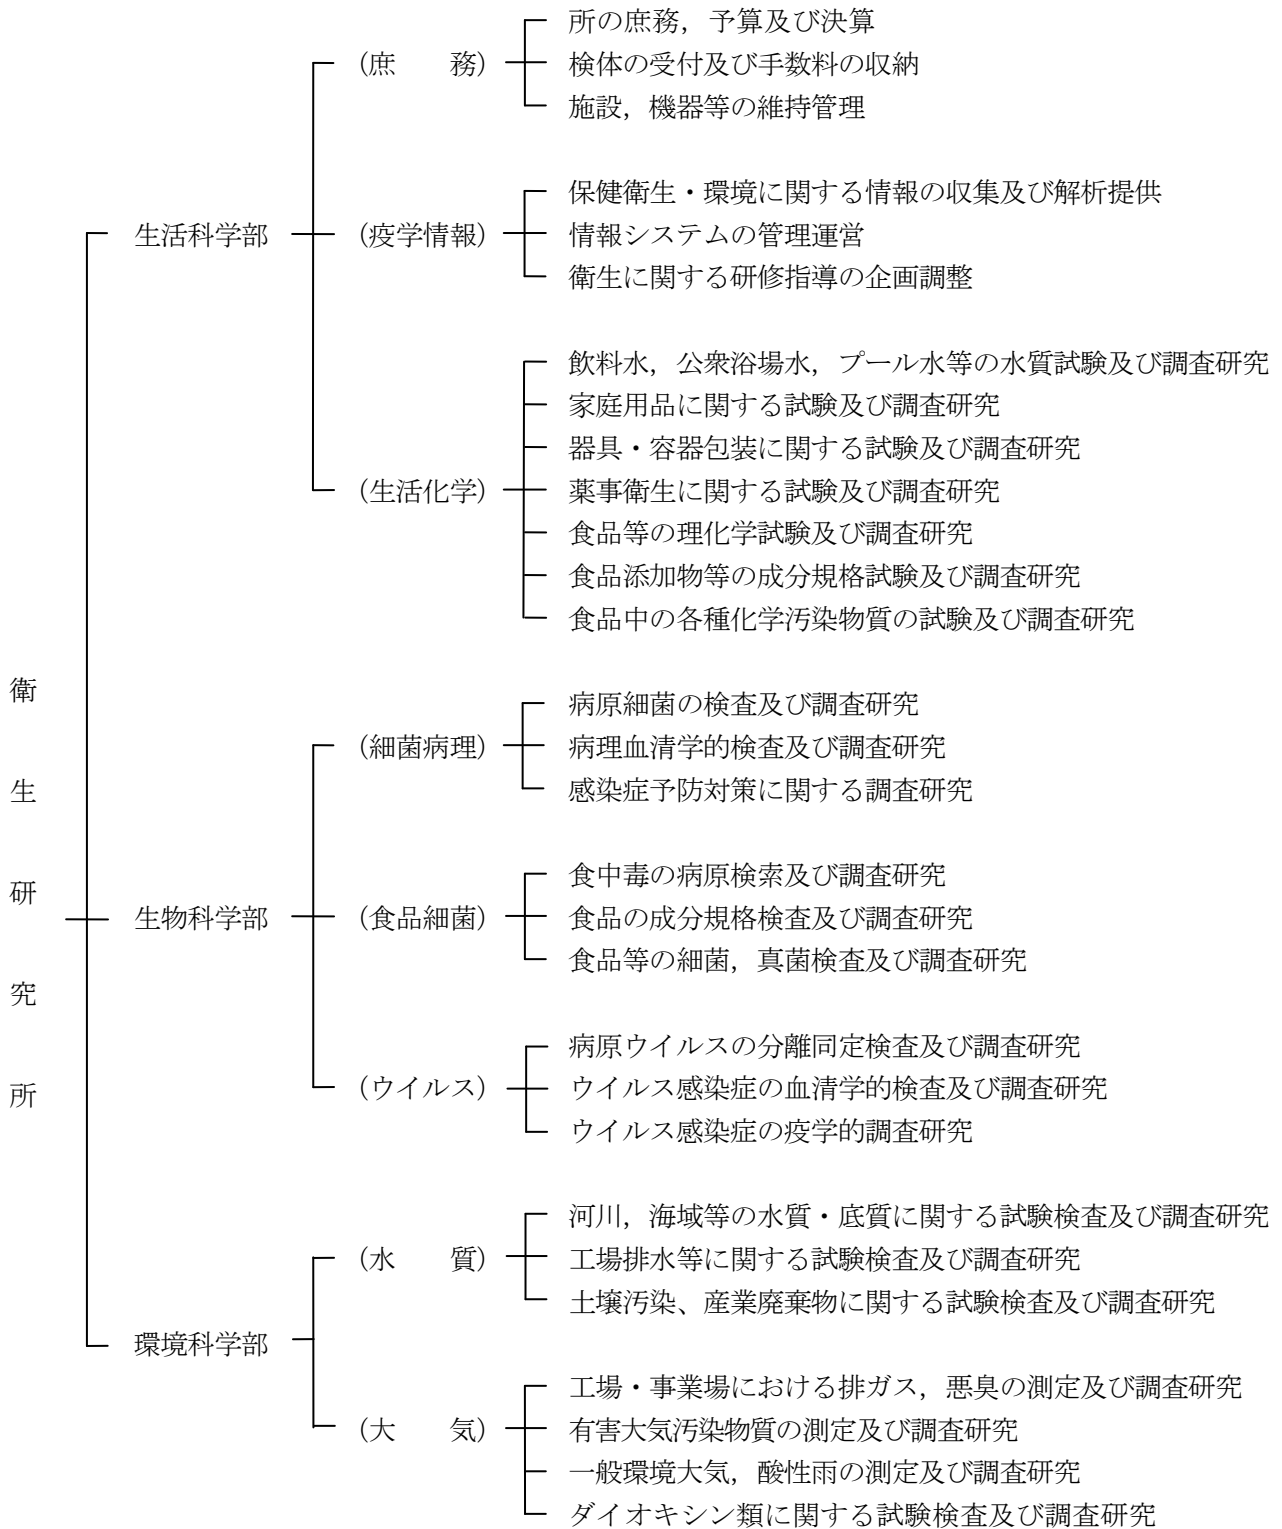 衛生研究所
生活科学部
(庶　務)
所の庶務，予算及び決算
検体の受付及び手数料の収納
施設，機器等の維持管理
(疫学情報)
保健衛生・環境に関する情報の収集及び解析提供
情報システムの管理運営
衛生に関する研修指導の企画調整
(生活化学)
飲料水，公衆浴場水，プール水等の水質試験及び調査研究
家庭用品に関する試験及び調査研究
器具・容器包装に関する試験及び調査研究
薬事衛生に関する試験及び調査研究
食品等の理化学試験及び調査研究
食品添加物等の成分規格試験及び調査研究
食品中の各種化学汚染物質の試験及び調査研究
生物科学部
(細菌病理)
病原細菌の検査及び調査研究
病理血清学的検査及び調査研究
感染症予防対策に関する調査研究
(食品細菌)
食中毒の病原検索及び調査研究
食品の成分規格検査及び調査研究
食品等の細菌，真菌検査及び調査研究
(ウイルス)
病原ウイルスの分離同定検査及び調査研究
ウイルス感染症の血清学的検査及び調査研究
ウイルス感染症の疫学的調査研究
環境科学部
(水　質)
河川，海域等の水質・底質に関する試験検査及び調査研究
工場排水等に関する試験検査及び調査研究
土壌汚染、産業廃棄物に関する試験検査及び調査研究
(大　気)
工場・事業場における排ガス，悪臭の測定及び調査研究
有害大気汚染物質の測定及び調査研究
一般環境大気，酸性雨の測定及び調査研究
ダイオキシン類に関する試験検査及び調査研究